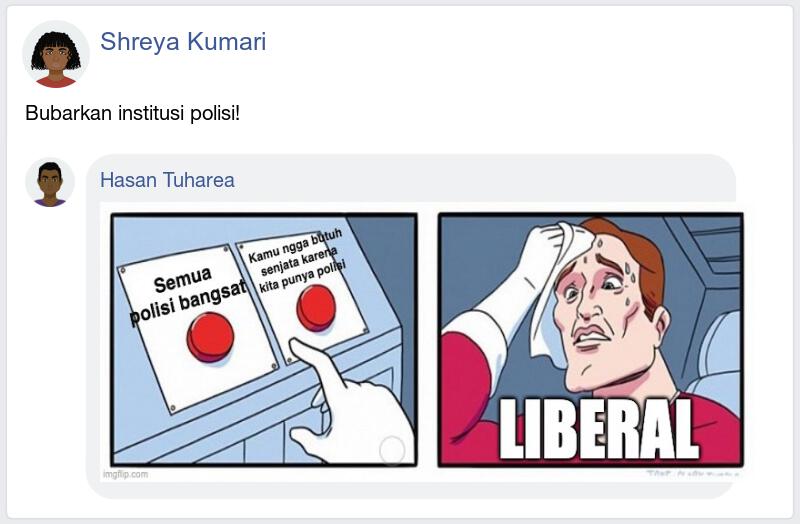 Shreya Kumari
Bubarkan institusi polisi!
Hasan Tuharea
Semua
polisi bangsat
Kamu ngga butuh
senjata karena
kita punya polisi
LIBERAL
imgflip.com